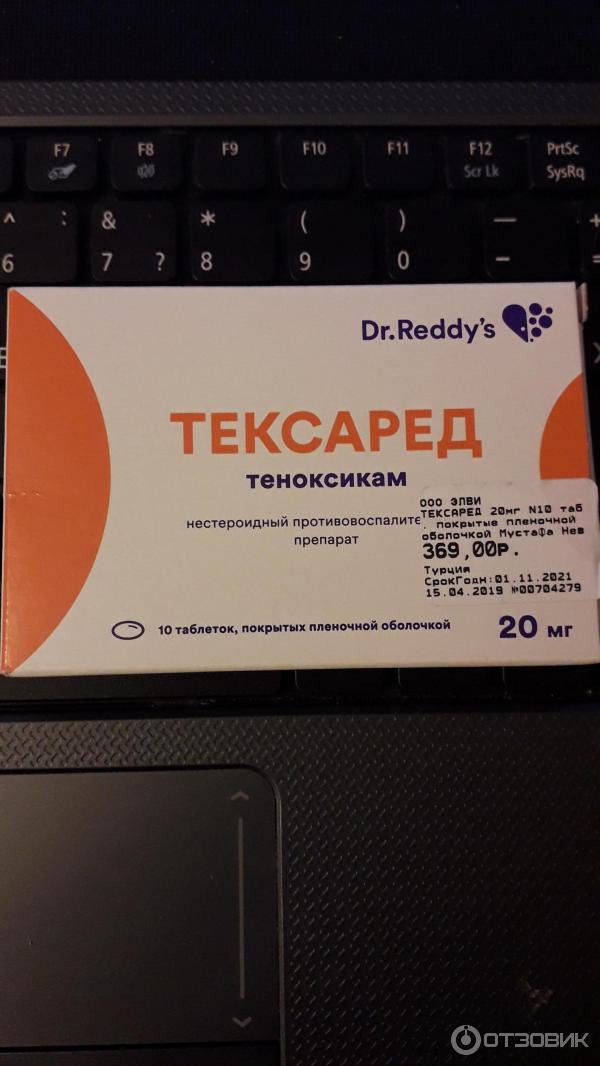 F7 F8 F9 F10 F11 F12 PrtSc
Scr Lk SysRq
^ : & * ( ) — +
6 7 ? 8 9 0 - =
Dr.Reddy's
ТЕКСАРЕД
теноксикам
нестероидный противовоспалите
препарат
10 таблеток, покрытых пленочной оболочкой
20 мг
ООО ЭЛВИ
ТЕКСАРЕД 20мг N10 таб
. покрытые пленочной
оболочкой Мустафа Нев
369,00р.
Турция
СрокГодн:01.11.2021
15.04.2019 №00704279
ОТЗОВИК